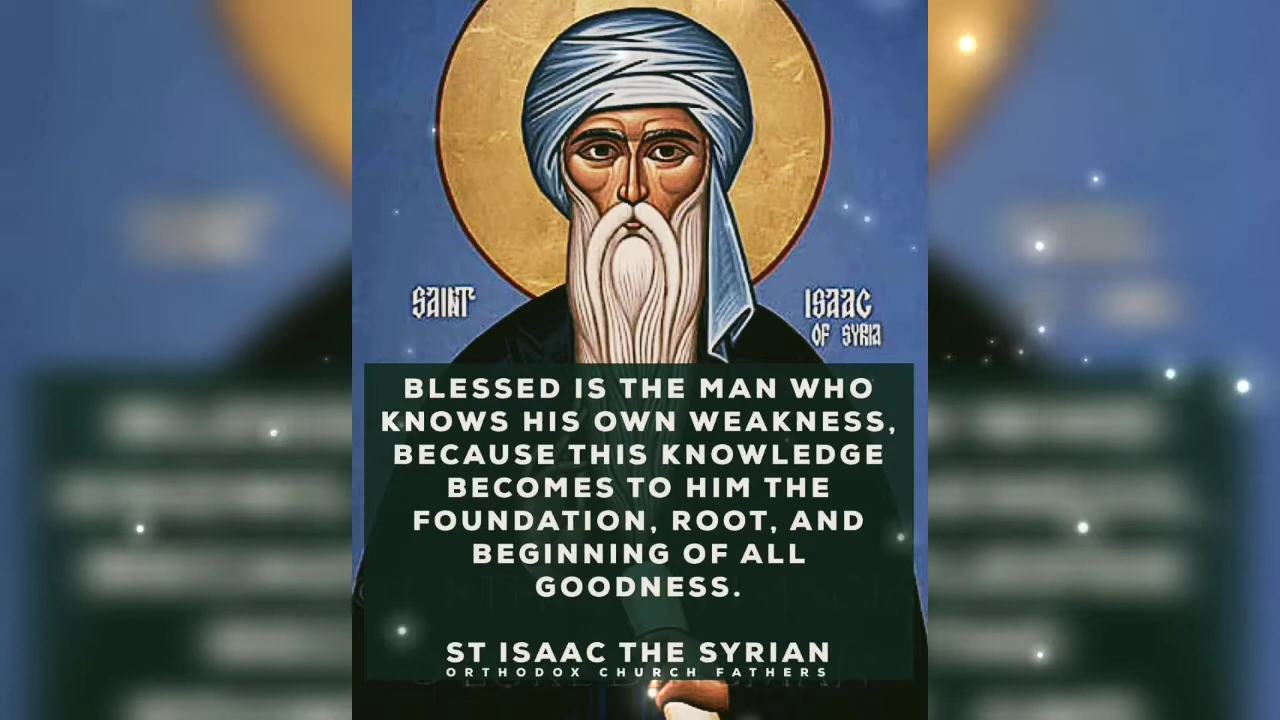 SAINT
ISAAC
OF SYRIA
BLESSED IS THE MAN WHO
KNOWS HIS OWN WEAKNESS,
BECAUSE THIS KNOWLEDGE
BECOMES TO HIM THE
FOUNDATION, ROOT, AND
BEGINNING OF ALL
GOODNESS.
ST ISAAC THE SYRIAN
ORTHODOX CHURCH FATHERS